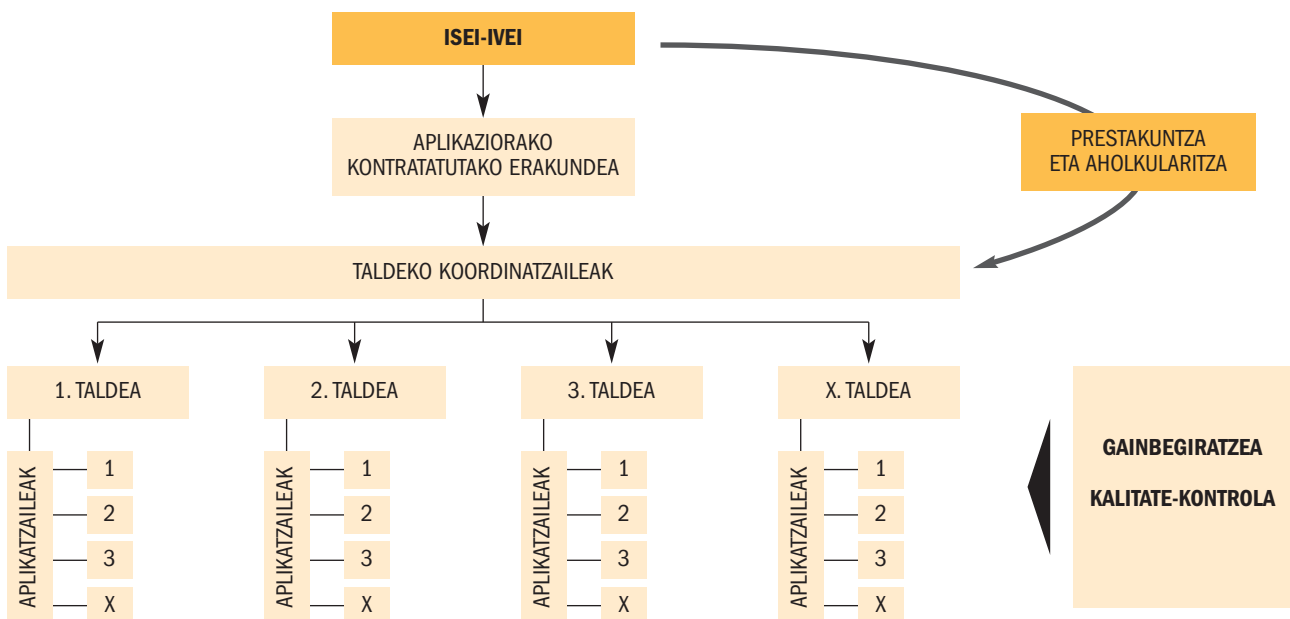 ISEI-IVEI
APLIKAZIORAKO
KONTRATATUTAKO ERAKUNDEA
PRESTAKUNTZA
ETA AHOLKULARITZA
TALDEKO KOORDINATZAILEAK
1. TALDEA
APLIKATZAILEAK
1
2
3
X
2. TALDEA
APLIKATZAILEAK
1
2
3
X
3. TALDEA
APLIKATZAILEAK
1
2
3
X
X. TALDEA
APLIKATZAILEAK
1
2
3
X
GAINBEGIRATZEA
KALITATE-KONTROLA